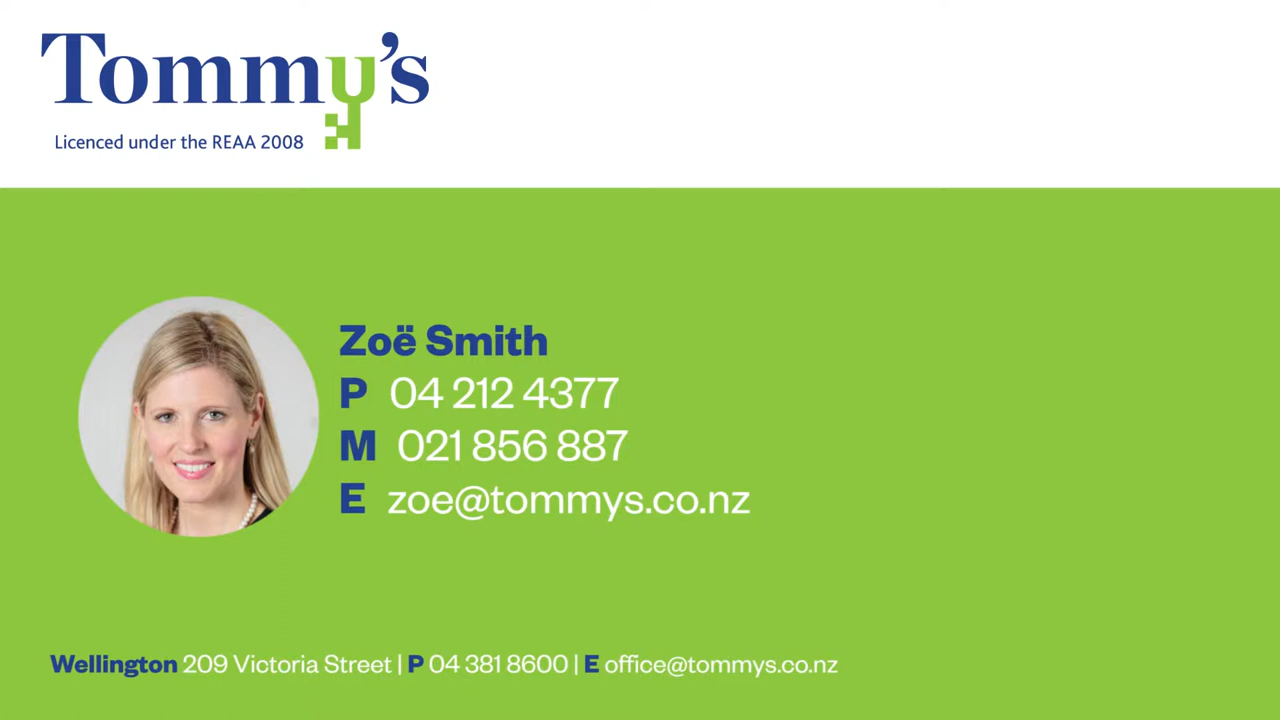 Tommy's
Licenced under the REAA 2008
Zoë Smith
P 04 212 4377
M 021 856 887
E zoe@tommys.co.nz
Wellington 209 Victoria Street | P 04 381 8600 | E office@tommys.co.nz